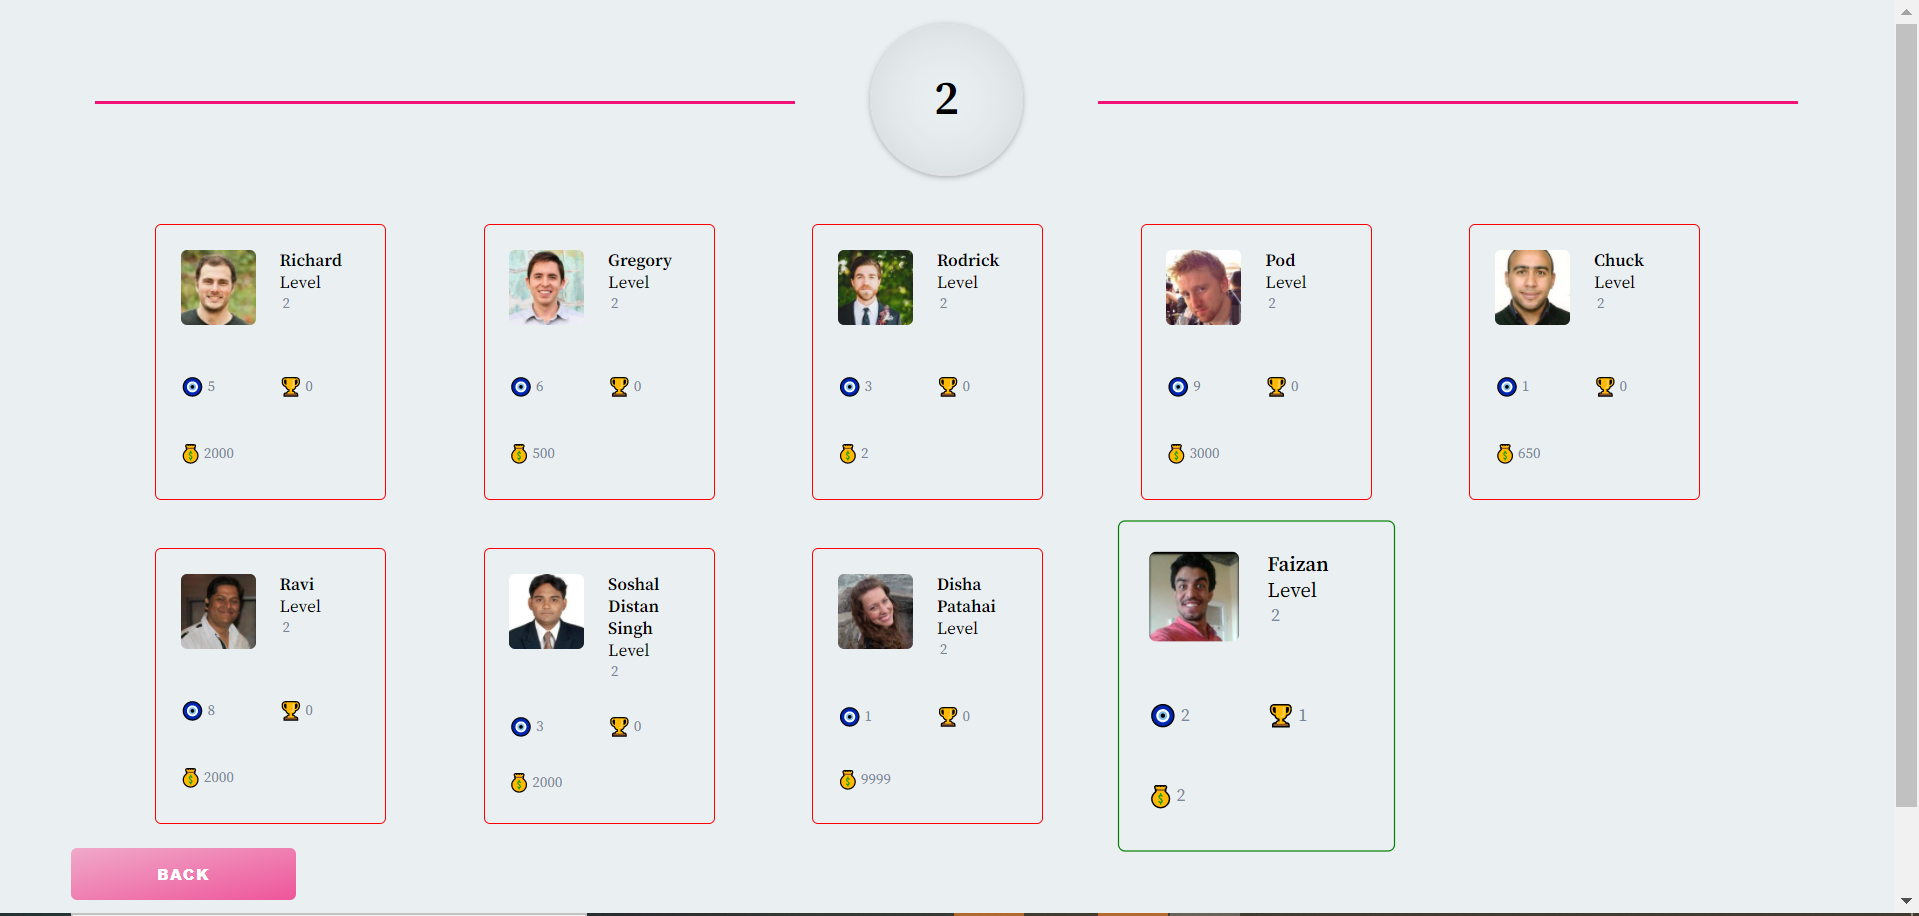 2
Richard
Level
2
5
0
2000
Gregory
Level
2
6
0
500
Rodrick
Level
2
3
0
2
Pod
Level
2
9
0
3000
Chuck
Level
2
1
0
650
Ravi
Level
2
8
0
2000
Soshal
Distan
Singh
Level
2
3
0
2000
Disha
Patahai
Level
2
1
0
9999
Faizan
Level
2
2
1
2
BACK